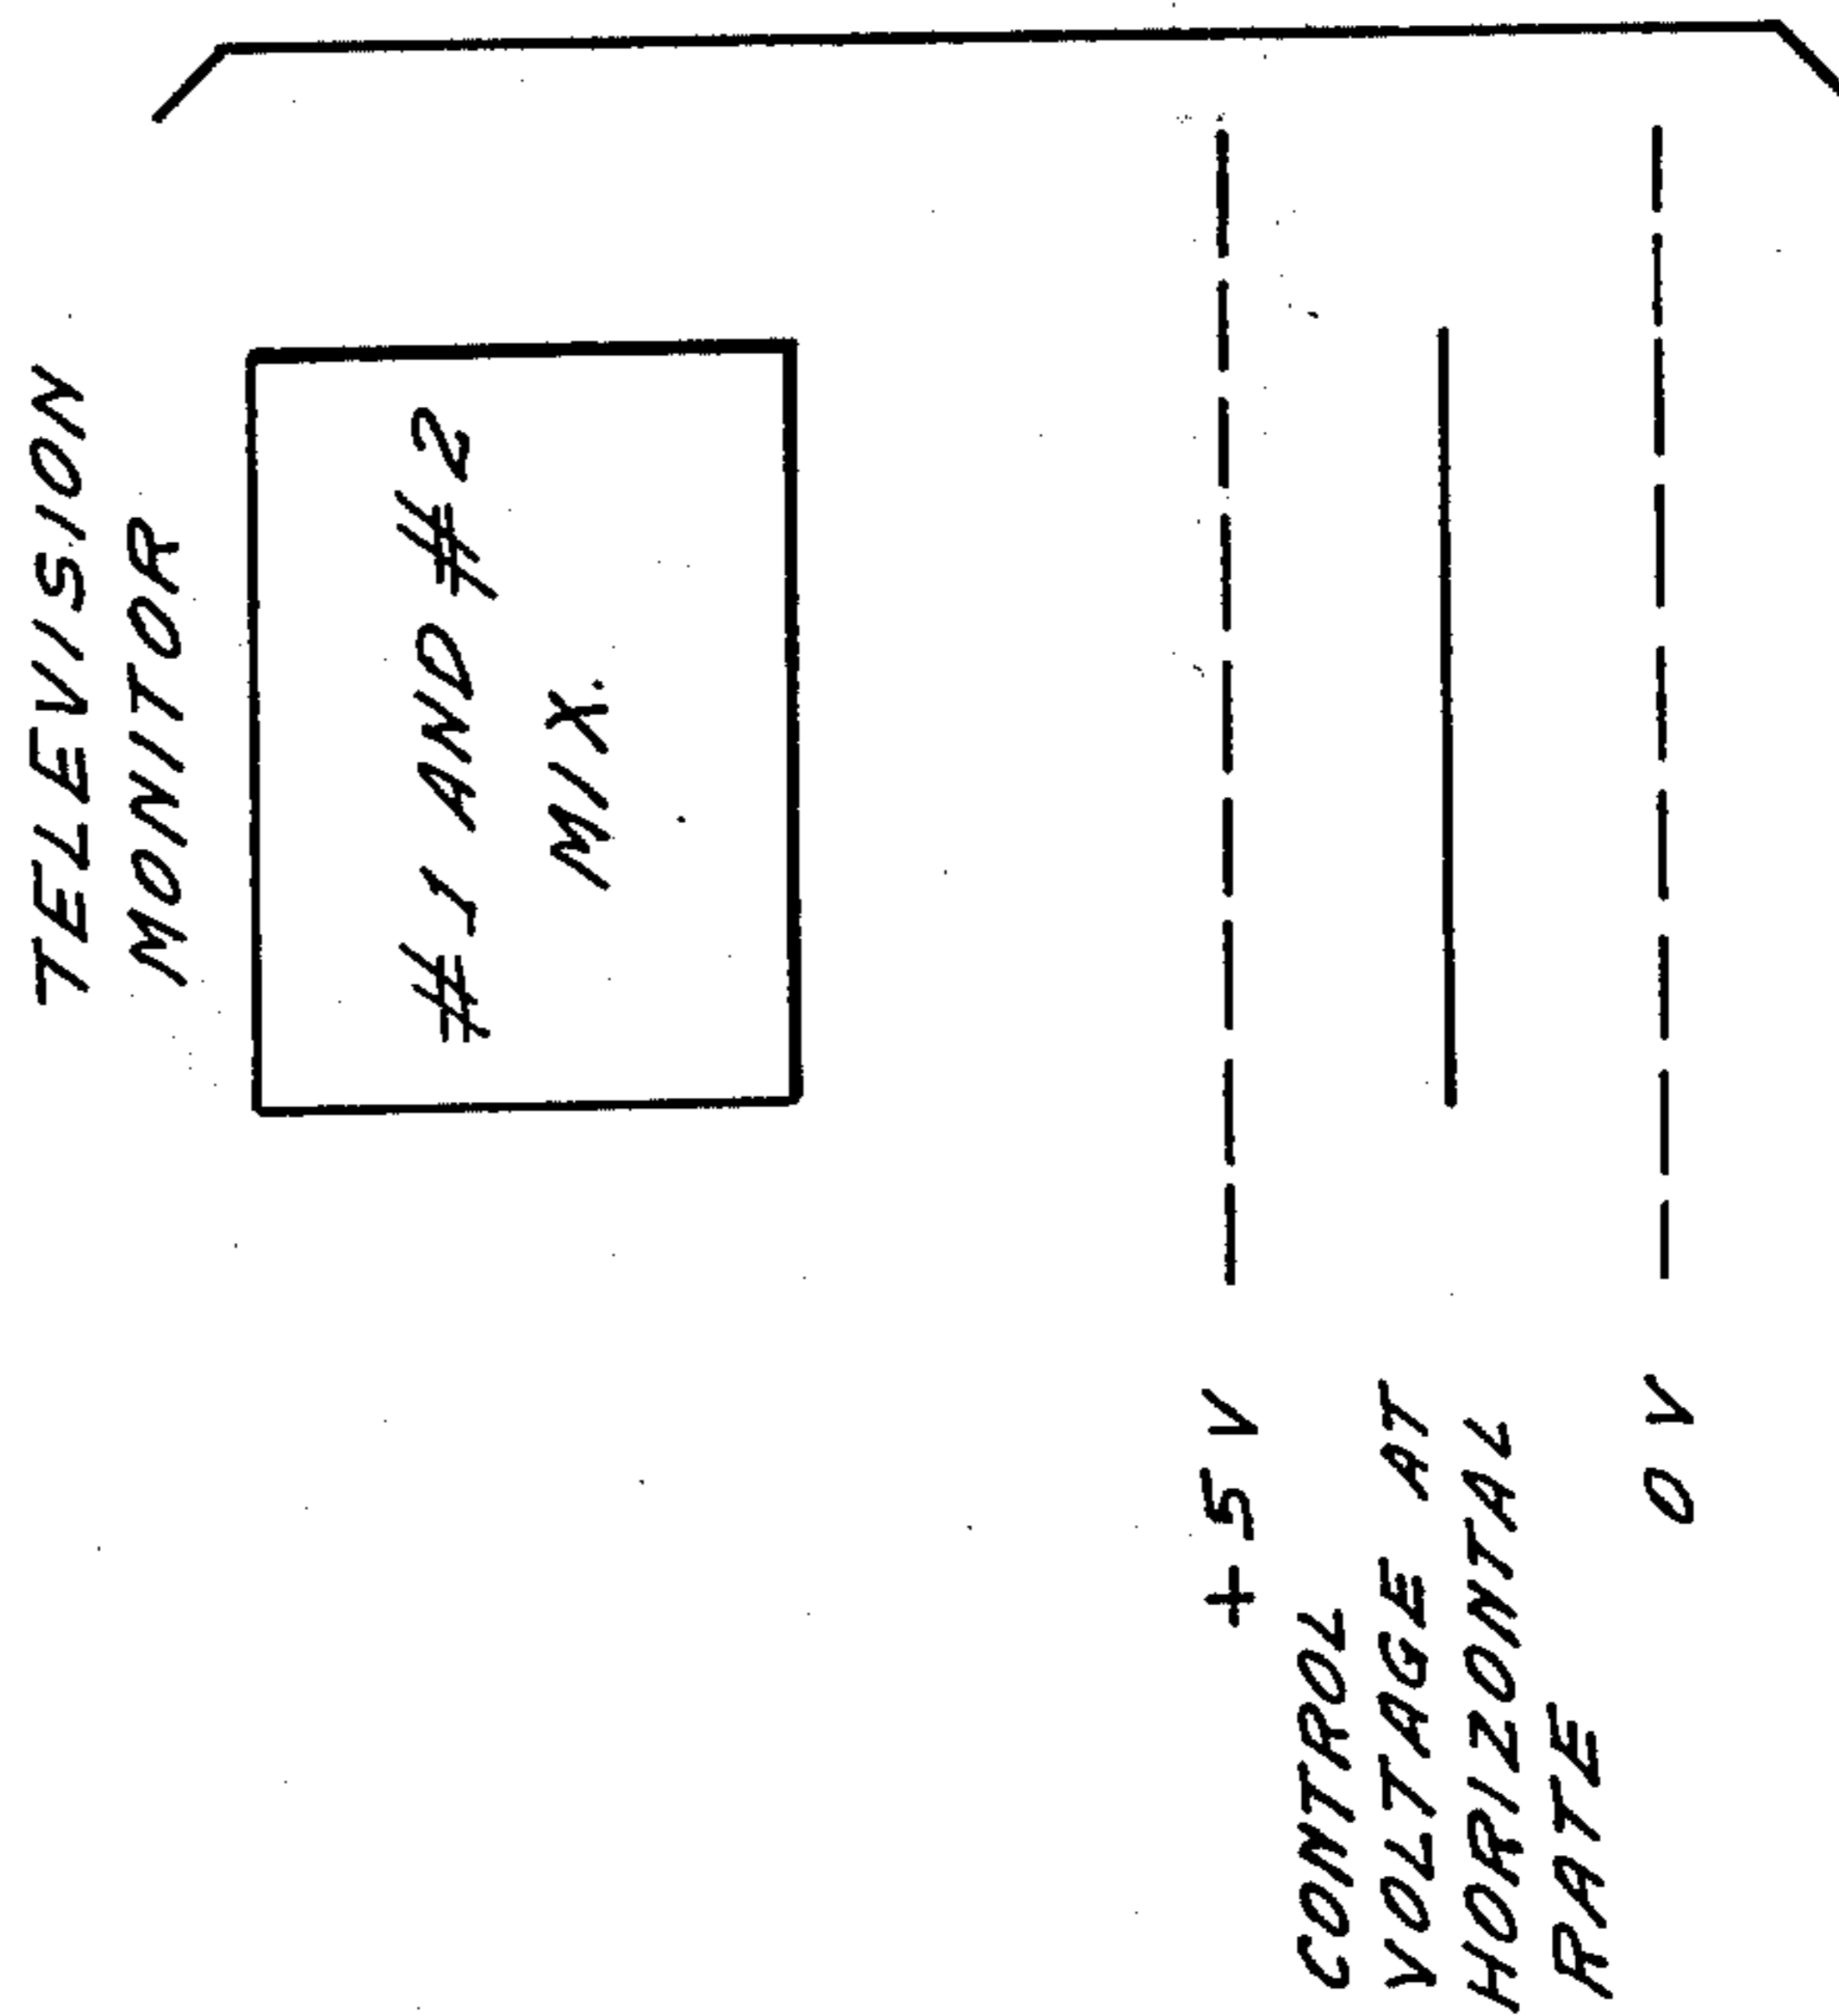 TELEVISION
MONITOR
#1 AND #2
MIX.
+5 V
CONTROL
VOLTAGE AT
HORIZONTAL
RATE
0 V